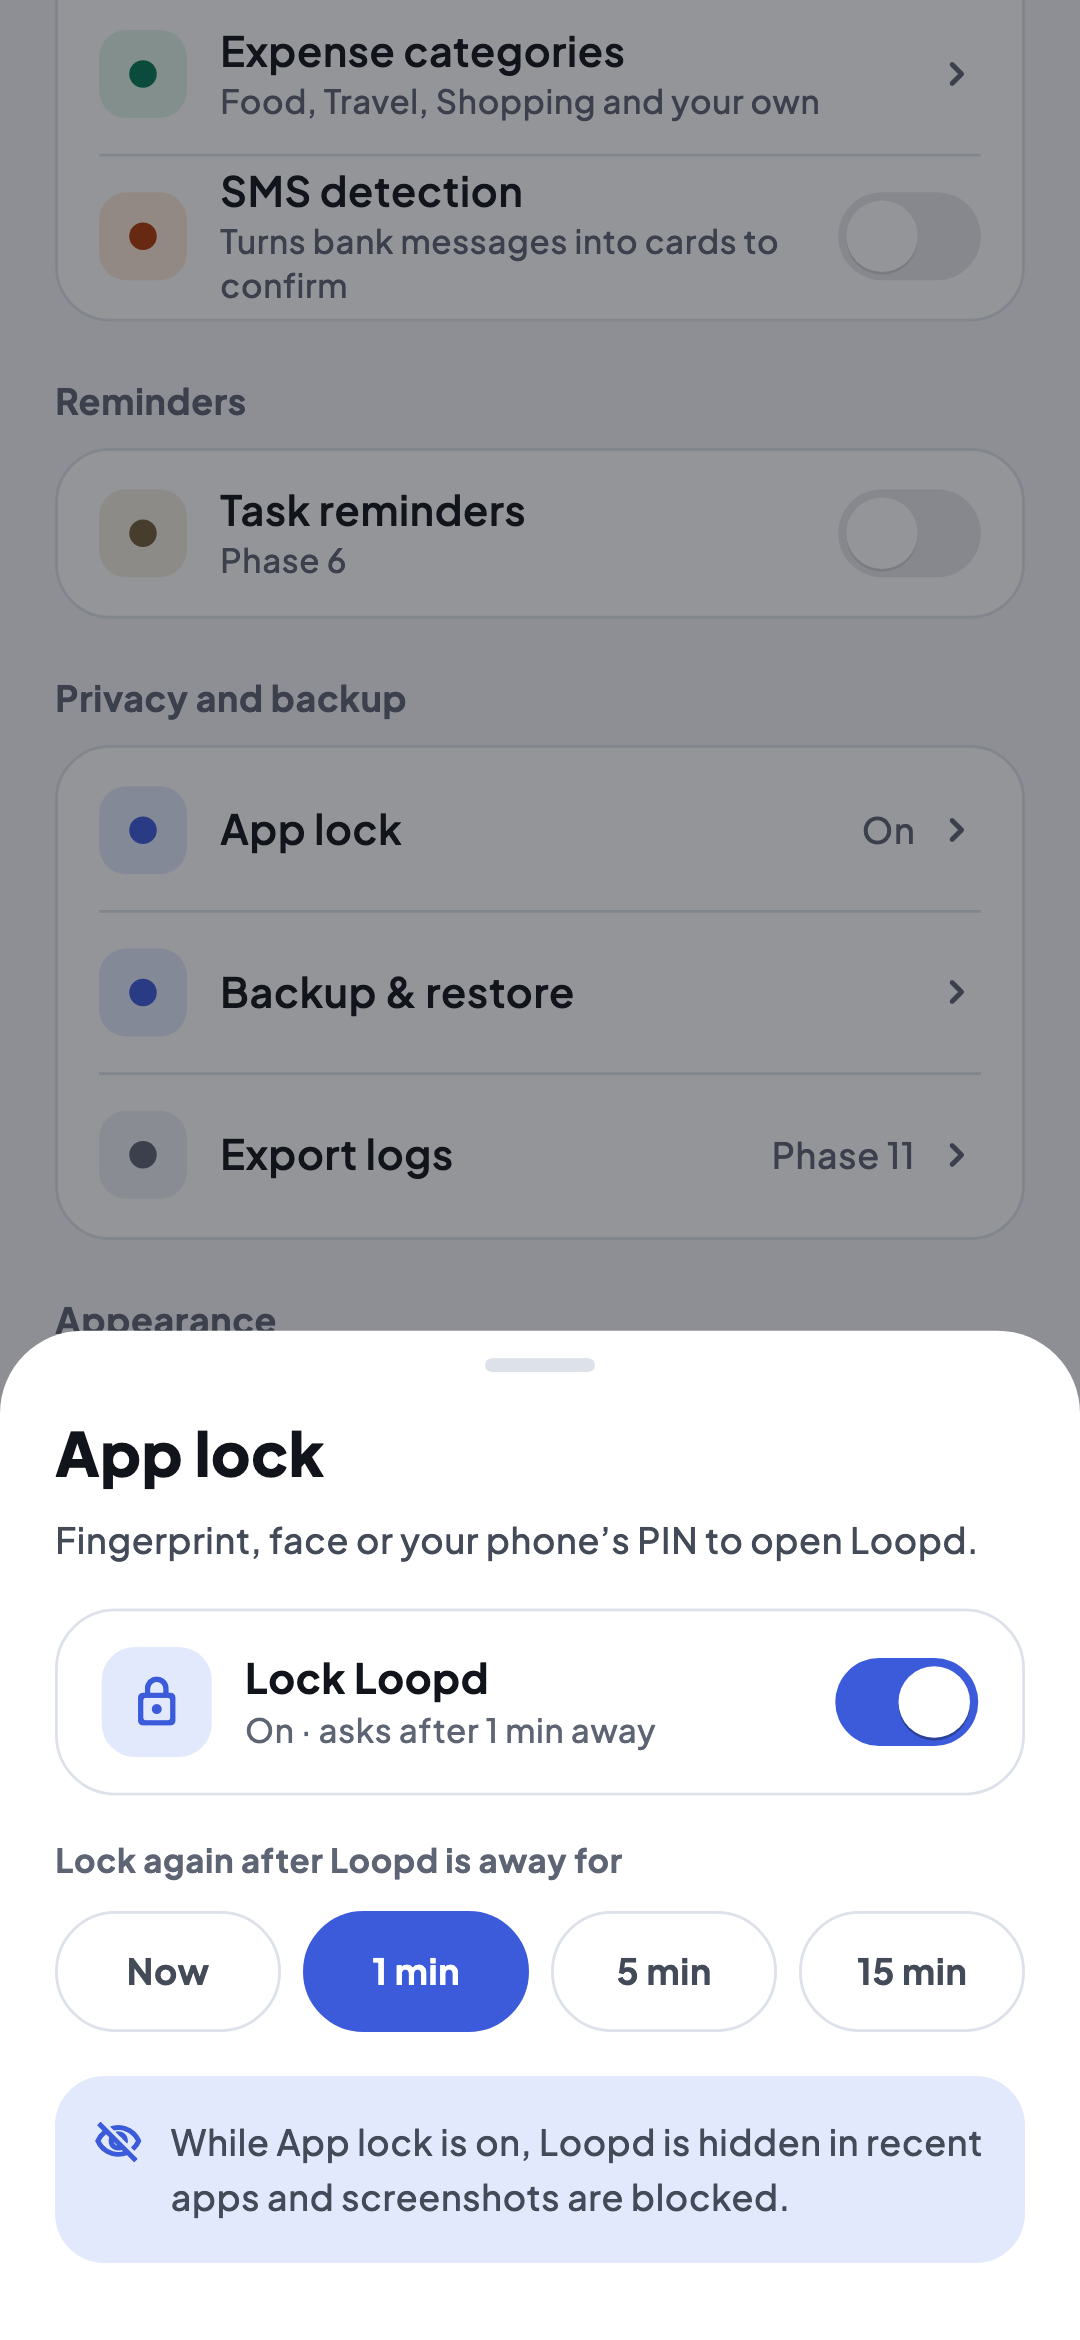 Expense categories
Food, Travel, Shopping and your own
SMS detection
Turns bank messages into cards to
confirm
Reminders
Task reminders
Phase 6
Privacy and backup
App lock
On
Backup & restore
Export logs
Phase 11
Appearance
App lock
Fingerprint, face or your phone’s PIN to open Loopd.
Lock Loopd
On · asks after 1 min away
Lock again after Loopd is away for
Now
1 min
5 min
15 min
While App lock is on, Loopd is hidden in recent
apps and screenshots are blocked.